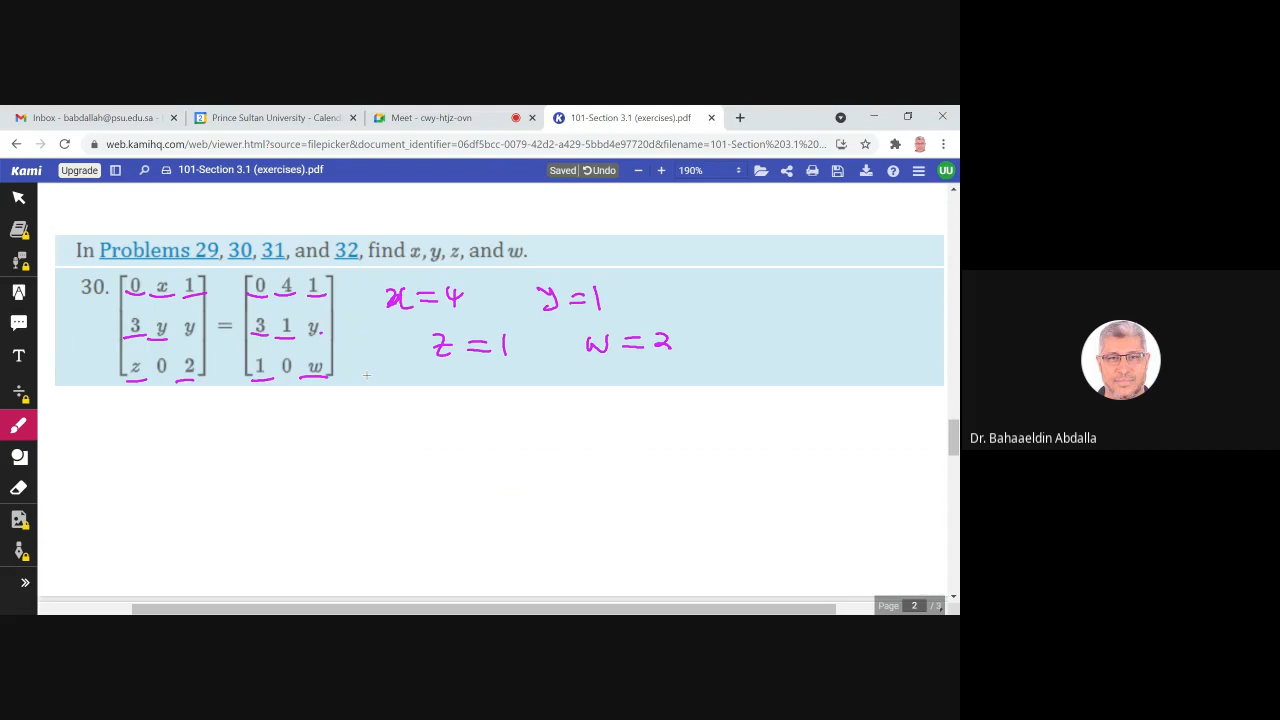 Inbox - babdallah@psu.edu.sa -
Prince Sultan University - Calend
Meet - cwy-htjz-ovn
101-Section 3.1 (exercises).pdf
web.kamihq.com/web/viewer.html?source=filepicker&document_identifier=06df5bcc-0079-42d2-a429-5bbd4e97720d&filename=101-Section%203.1%20...
Kami Upgrade 101-Section 3.1 (exercises).pdf Saved Undo 190% UU
In Problems 29, 30, 31, and 32, find x, y, z, and w.
30. [0 x 1] [0 4 1] x = 4 y = 1
[3 y y] = [3 1 y.] z = 1 w = 2
[z 0 2] [1 0 w]
Dr. Bahaaeldin Abdalla
Page 2 / 3